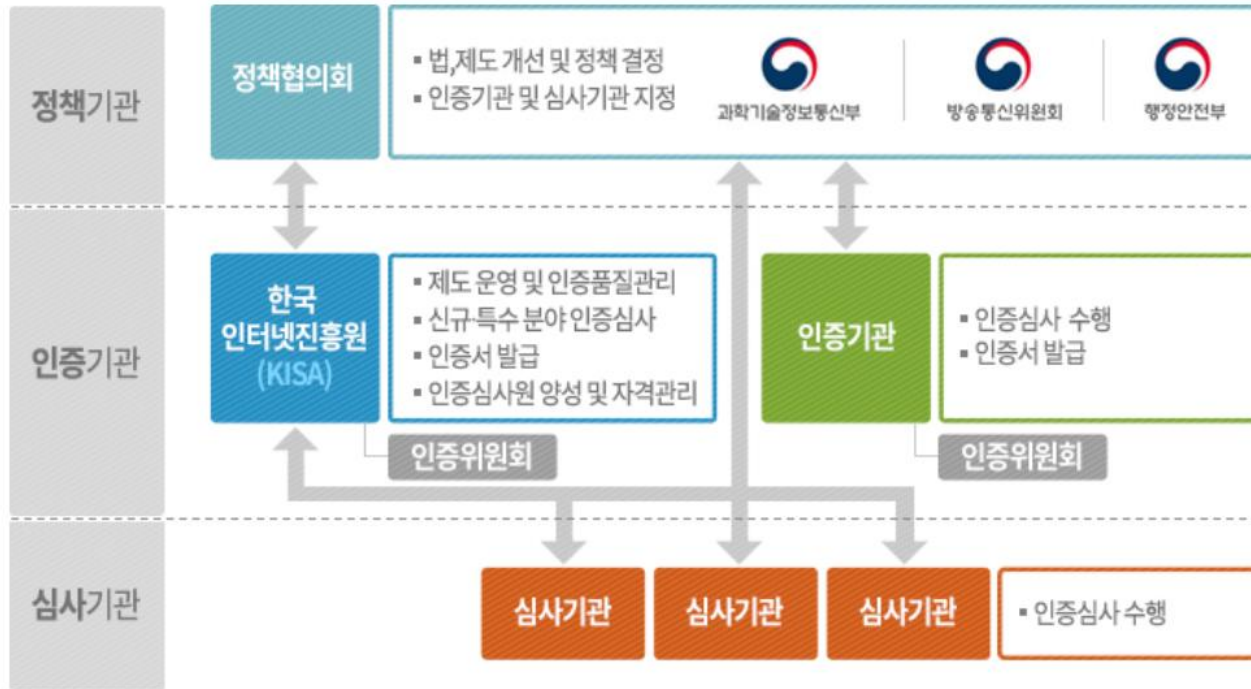 정책기관
정책협의회
▪ 법,제도 개선 및 정책 결정
▪ 인증기관 및 심사기관 지정
과학기술정보통신부
방송통신위원회
행정안전부
인증기관
한국
인터넷진흥원
(KISA)
▪ 제도 운영 및 인증품질관리
▪ 신규·특수 분야 인증심사
▪ 인증서 발급
▪ 인증심사원 양성 및 자격관리
인증위원회
인증기관
▪ 인증심사 수행
▪ 인증서 발급
인증위원회
심사기관
심사기관
심사기관
심사기관
▪ 인증심사 수행